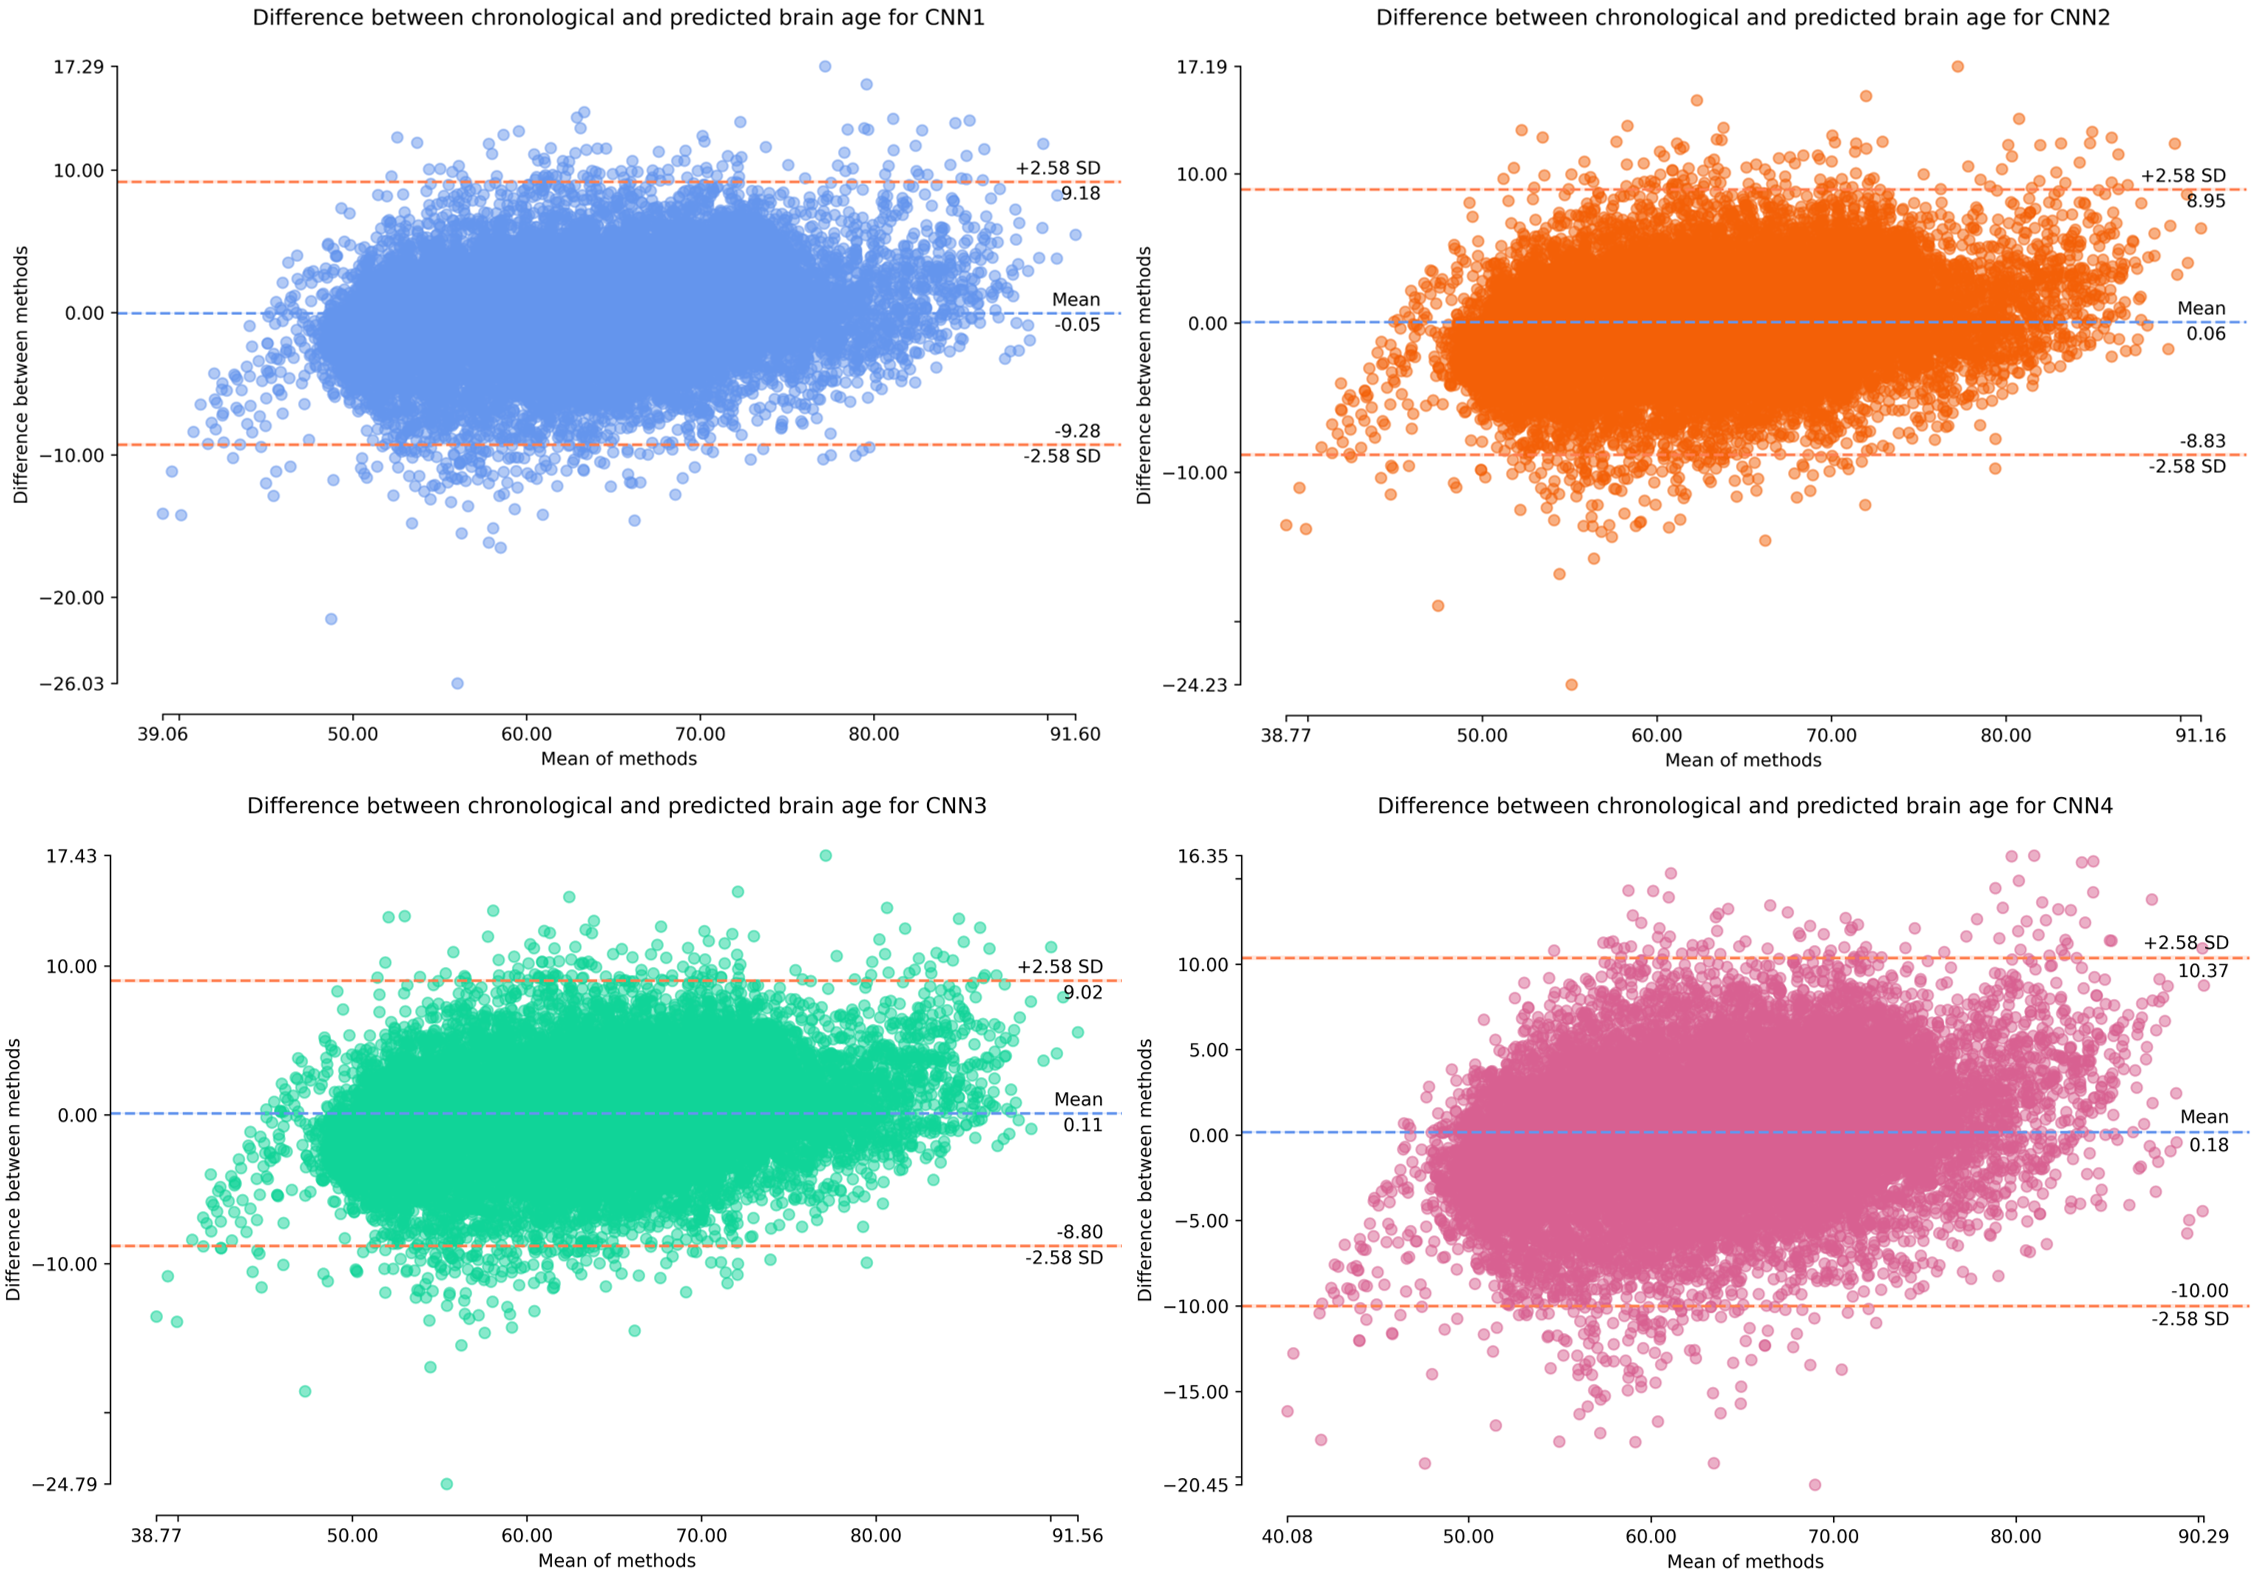 Difference between chronological and predicted brain age for CNN1
17.29
10.00
0.00
−10.00
−20.00
−26.03
Difference between methods
+2.58 SD
9.18
Mean
-0.05
-9.28
-2.58 SD
39.06
50.00
60.00
70.00
80.00
91.60
Mean of methods
Difference between chronological and predicted brain age for CNN2
17.19
10.00
0.00
−10.00
−24.23
Difference between methods
+2.58 SD
8.95
Mean
0.06
-8.83
-2.58 SD
38.77
50.00
60.00
70.00
80.00
91.16
Mean of methods
Difference between chronological and predicted brain age for CNN3
17.43
10.00
0.00
−10.00
−24.79
Difference between methods
+2.58 SD
9.02
Mean
0.11
-8.80
-2.58 SD
38.77
50.00
60.00
70.00
80.00
91.56
Mean of methods
Difference between chronological and predicted brain age for CNN4
16.35
10.00
5.00
0.00
−5.00
−10.00
−15.00
−20.45
Difference between methods
+2.58 SD
10.37
Mean
0.18
-10.00
-2.58 SD
40.08
50.00
60.00
70.00
80.00
90.29
Mean of methods